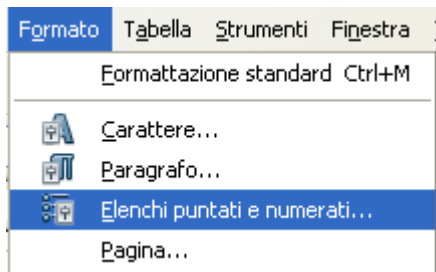 Formato Tabella Strumenti Finestra
Formattazione standard Ctrl+M
Carattere...
Paragrafo...
Elenchi puntati e numerati...
Pagina...